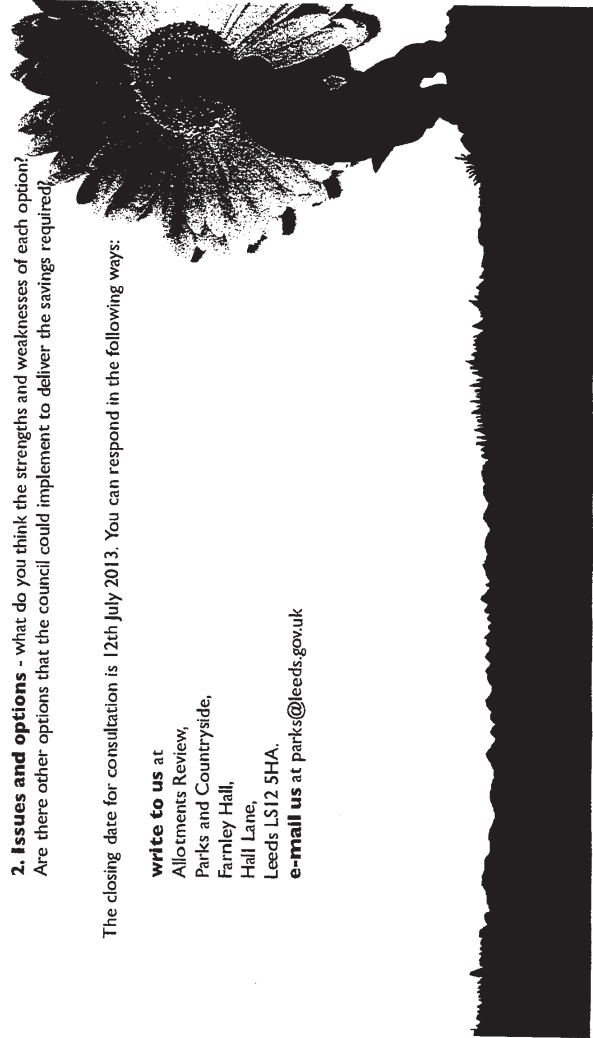 2. Issues and options - what do you think the strengths and weaknesses of each option?
Are there other options that the council could implement to deliver the savings required?
The closing date for consultation is 12th July 2013. You can respond in the following ways:
write to us at
Allotments Review,
Parks and Countryside,
Farnley Hall,
Hall Lane,
Leeds LS12 5HA.
e-mail us at parks@leeds.gov.uk